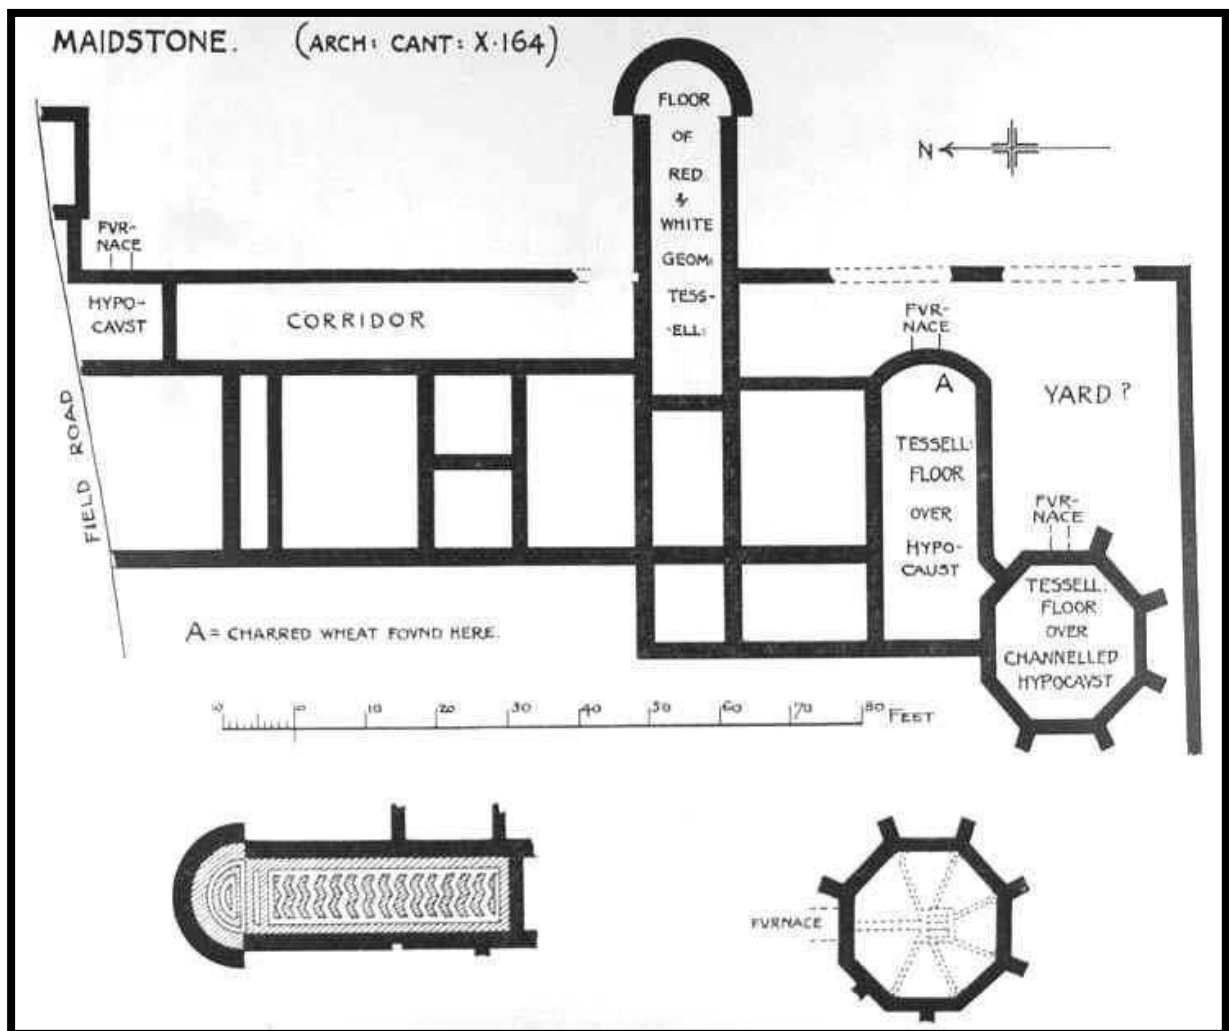 MAIDSTONE. (ARCH: CANT: X·164)
FLOOR
OF
RED
&
WHITE
GEOM:
TESS-
-ELL:
N
FVR-
NACE
HYPO-
CAVST
CORRIDOR
FVR-
NACE
A
YARD ?
FIELD ROAD
TESSELL:
FLOOR
OVER
HYPO-
CAUST
FVR-
NACE
TESSELL:
FLOOR
OVER
CHANNELLED
HYPOCAVST
A = CHARRED WHEAT FOVND HERE.
10 0 10 20 30 40 50 60 70 80 FEET
FVRNACE